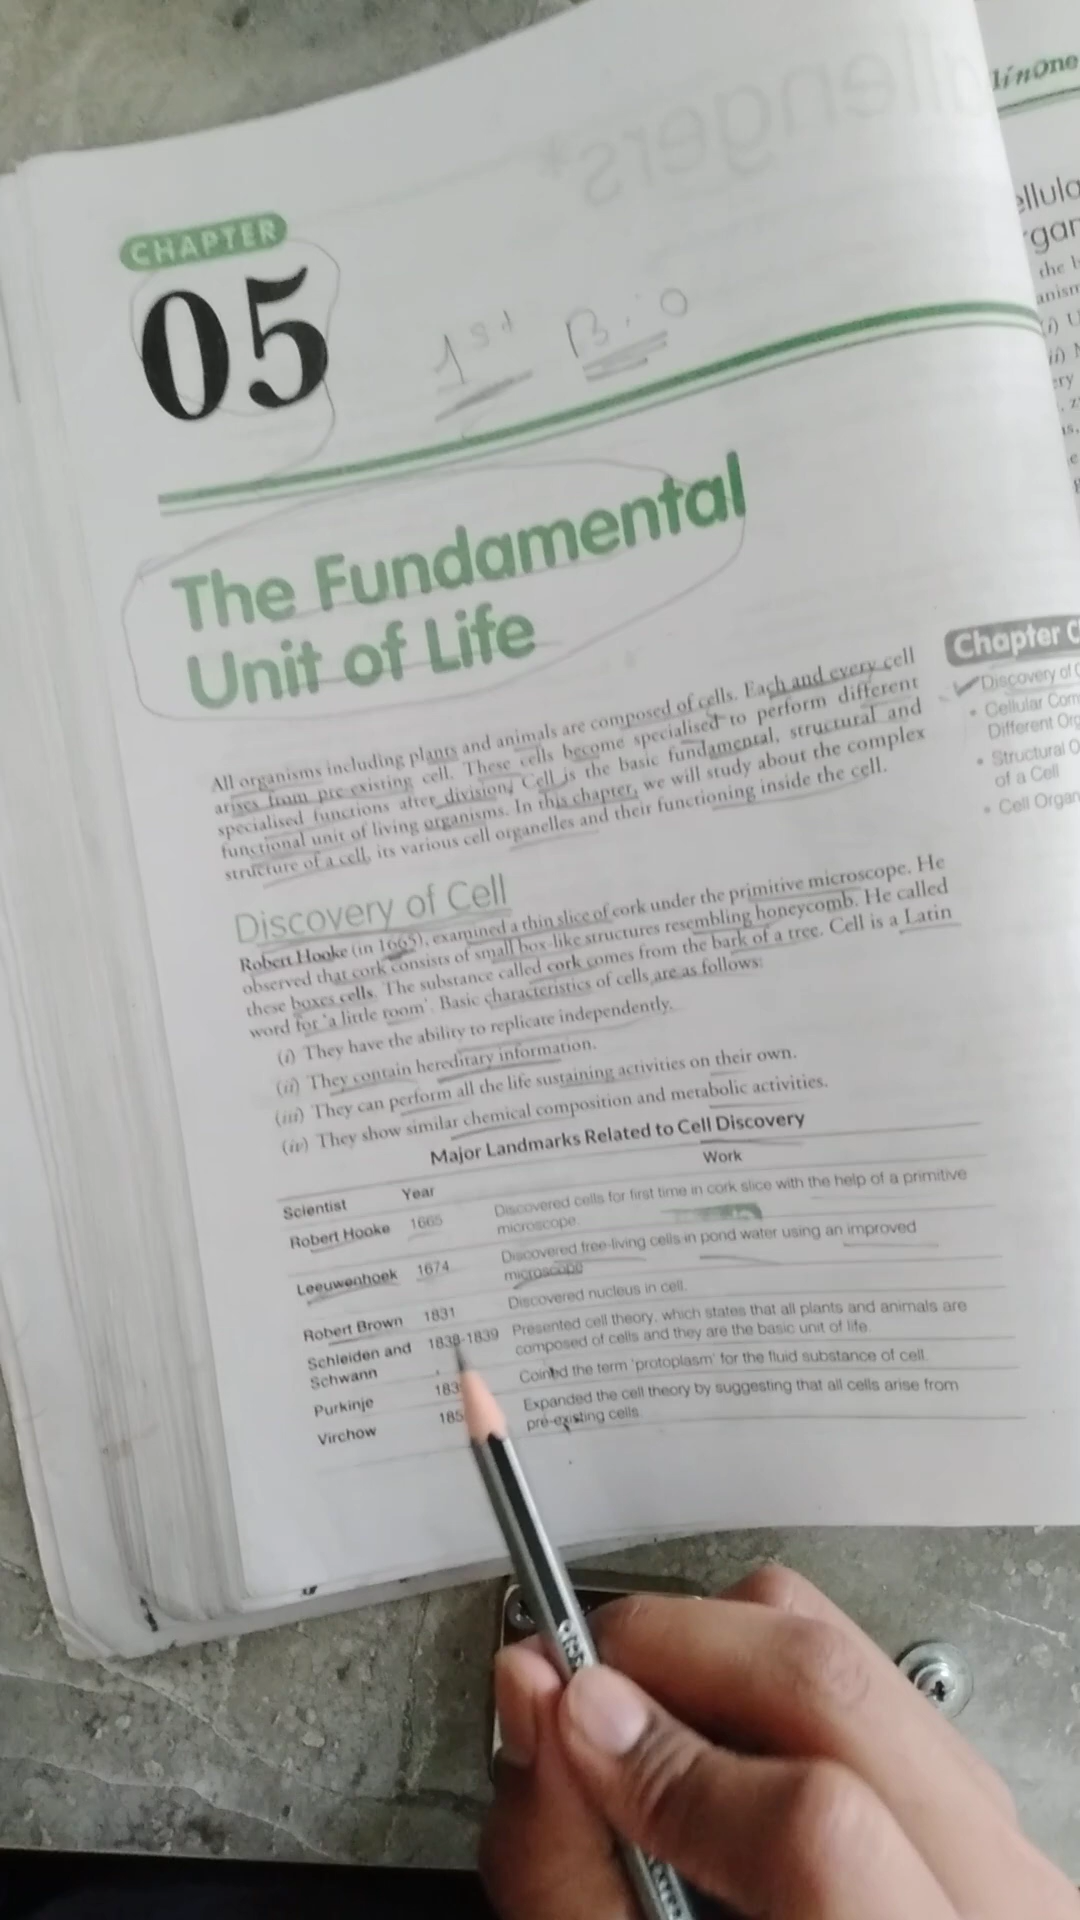 1inOne
CHAPTER
05
1st Bio
The Fundamental
Unit of Life
All organisms including plants and animals are composed of cells. Each and every cell
arises from pre-existing cell. These cells become specialised to perform different
specialised functions after division. Cell is the basic fundamental, structural and
functional unit of living organisms. In this chapter, we will study about the complex
structure of a cell, its various cell organelles and their functioning inside the cell.
Chapter C
Discovery of C
• Cellular Com
Different Org
• Structural O
of a Cell
• Cell Organ
Discovery of Cell
Robert Hooke (in 1665), examined a thin slice of cork under the primitive microscope. He
observed that cork consists of small box-like structures resembling honeycomb. He called
these boxes cells. The substance called cork comes from the bark of a tree. Cell is a Latin
word for 'a little room'. Basic characteristics of cells are as follows:
(i) They have the ability to replicate independently.
(ii) They contain hereditary information.
(iii) They can perform all the life sustaining activities on their own.
(iv) They show similar chemical composition and metabolic activities.
Major Landmarks Related to Cell Discovery
Scientist Year Work
Robert Hooke 1665 Discovered cells for first time in cork slice with the help of a primitive
microscope.
Leeuwenhoek 1674 Discovered free-living cells in pond water using an improved
microscope
Robert Brown 1831 Discovered nucleus in cell.
Schleiden and 1838-1839 Presented cell theory, which states that all plants and animals are
Schwann composed of cells and they are the basic unit of life.
Purkinje 183 Coined the term 'protoplasm' for the fluid substance of cell.
Virchow 185 Expanded the cell theory by suggesting that all cells arise from
pre-existing cells.